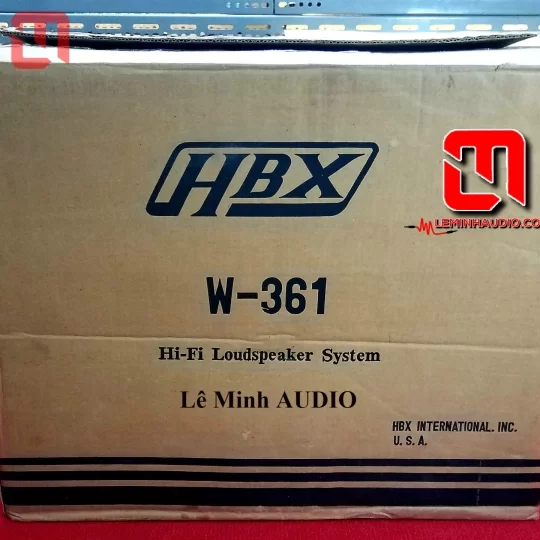 HBX
LEMINHAUDIO.CO
W-361
Hi-Fi Loudspeaker System
Lê Minh AUDIO
HBX INTERNATIONAL. INC.
U. S. A.